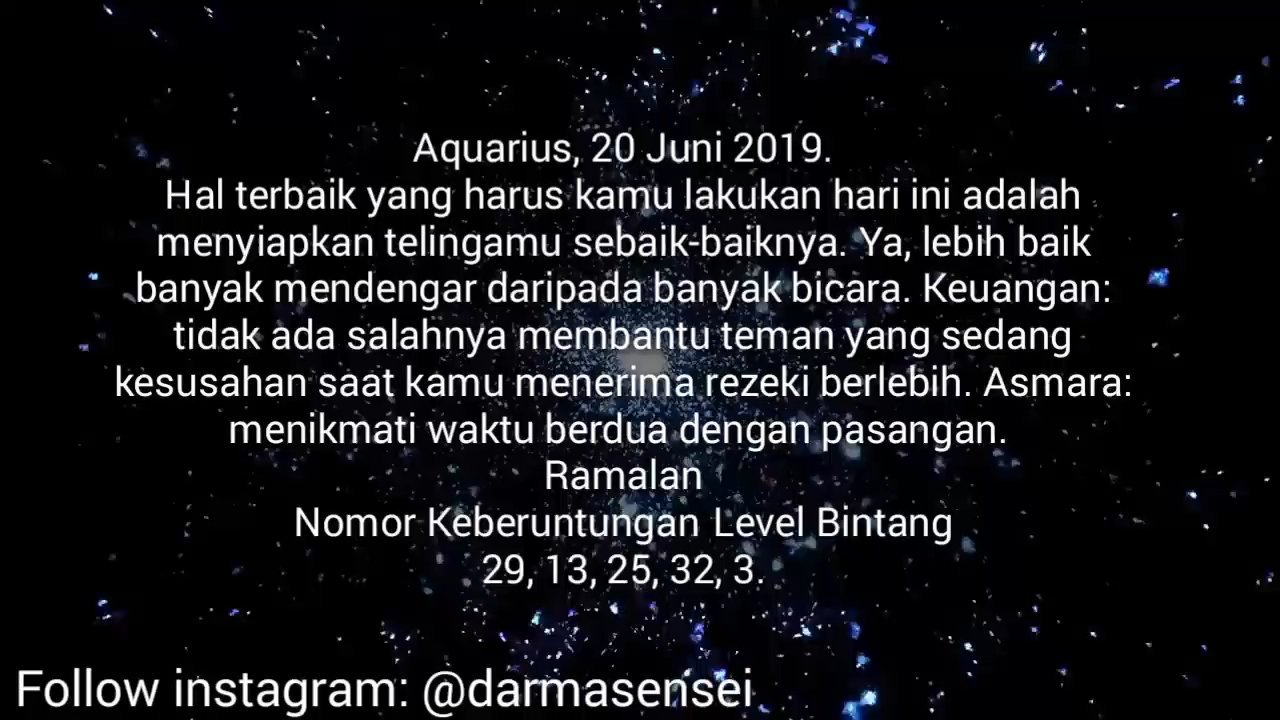 Aquarius, 20 Juni 2019.
Hal terbaik yang harus kamu lakukan hari ini adalah
menyiapkan telingamu sebaik-baiknya. Ya, lebih baik
banyak mendengar daripada banyak bicara. Keuangan:
tidak ada salahnya membantu teman yang sedang
kesusahan saat kamu menerima rezeki berlebih. Asmara:
menikmati waktu berdua dengan pasangan.
Ramalan
Nomor Keberuntungan Level Bintang
29, 13, 25, 32, 3.
Follow instagram: @darmasensei